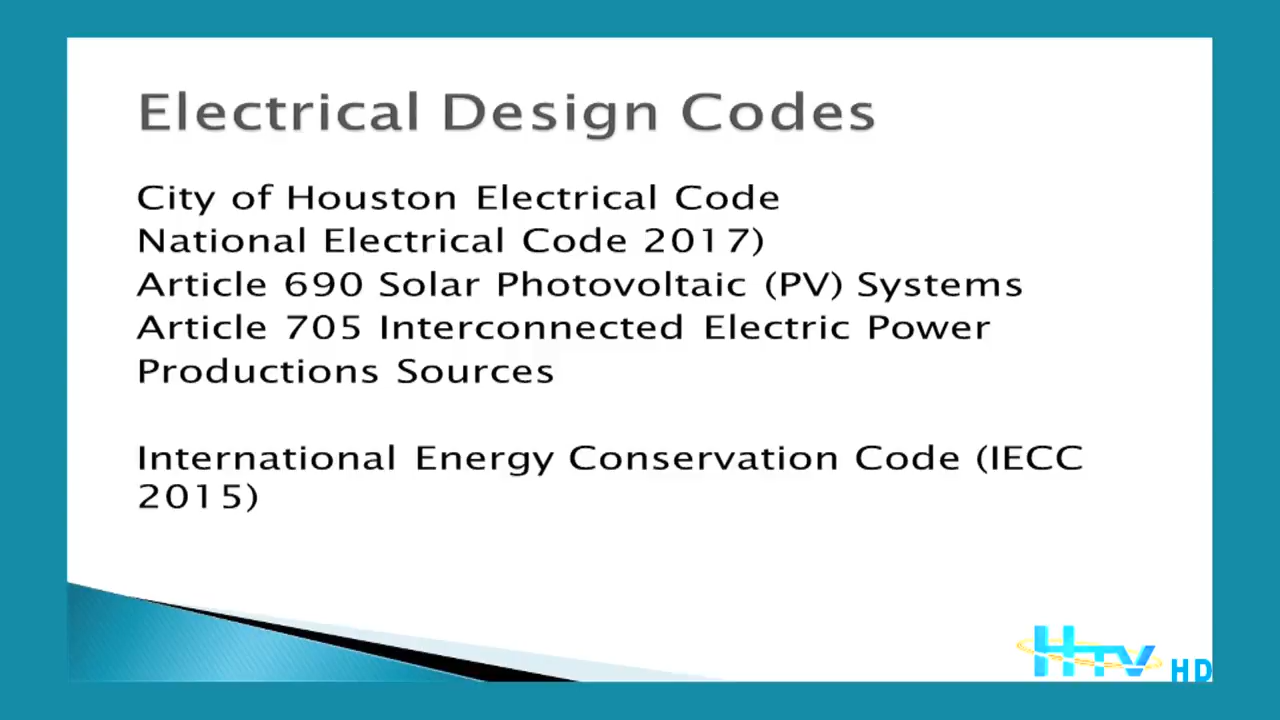 Electrical Design Codes
City of Houston Electrical Code
National Electrical Code 2017)
Article 690 Solar Photovoltaic (PV) Systems
Article 705 Interconnected Electric Power
Productions Sources
International Energy Conservation Code (IECC
2015)
HTV HD